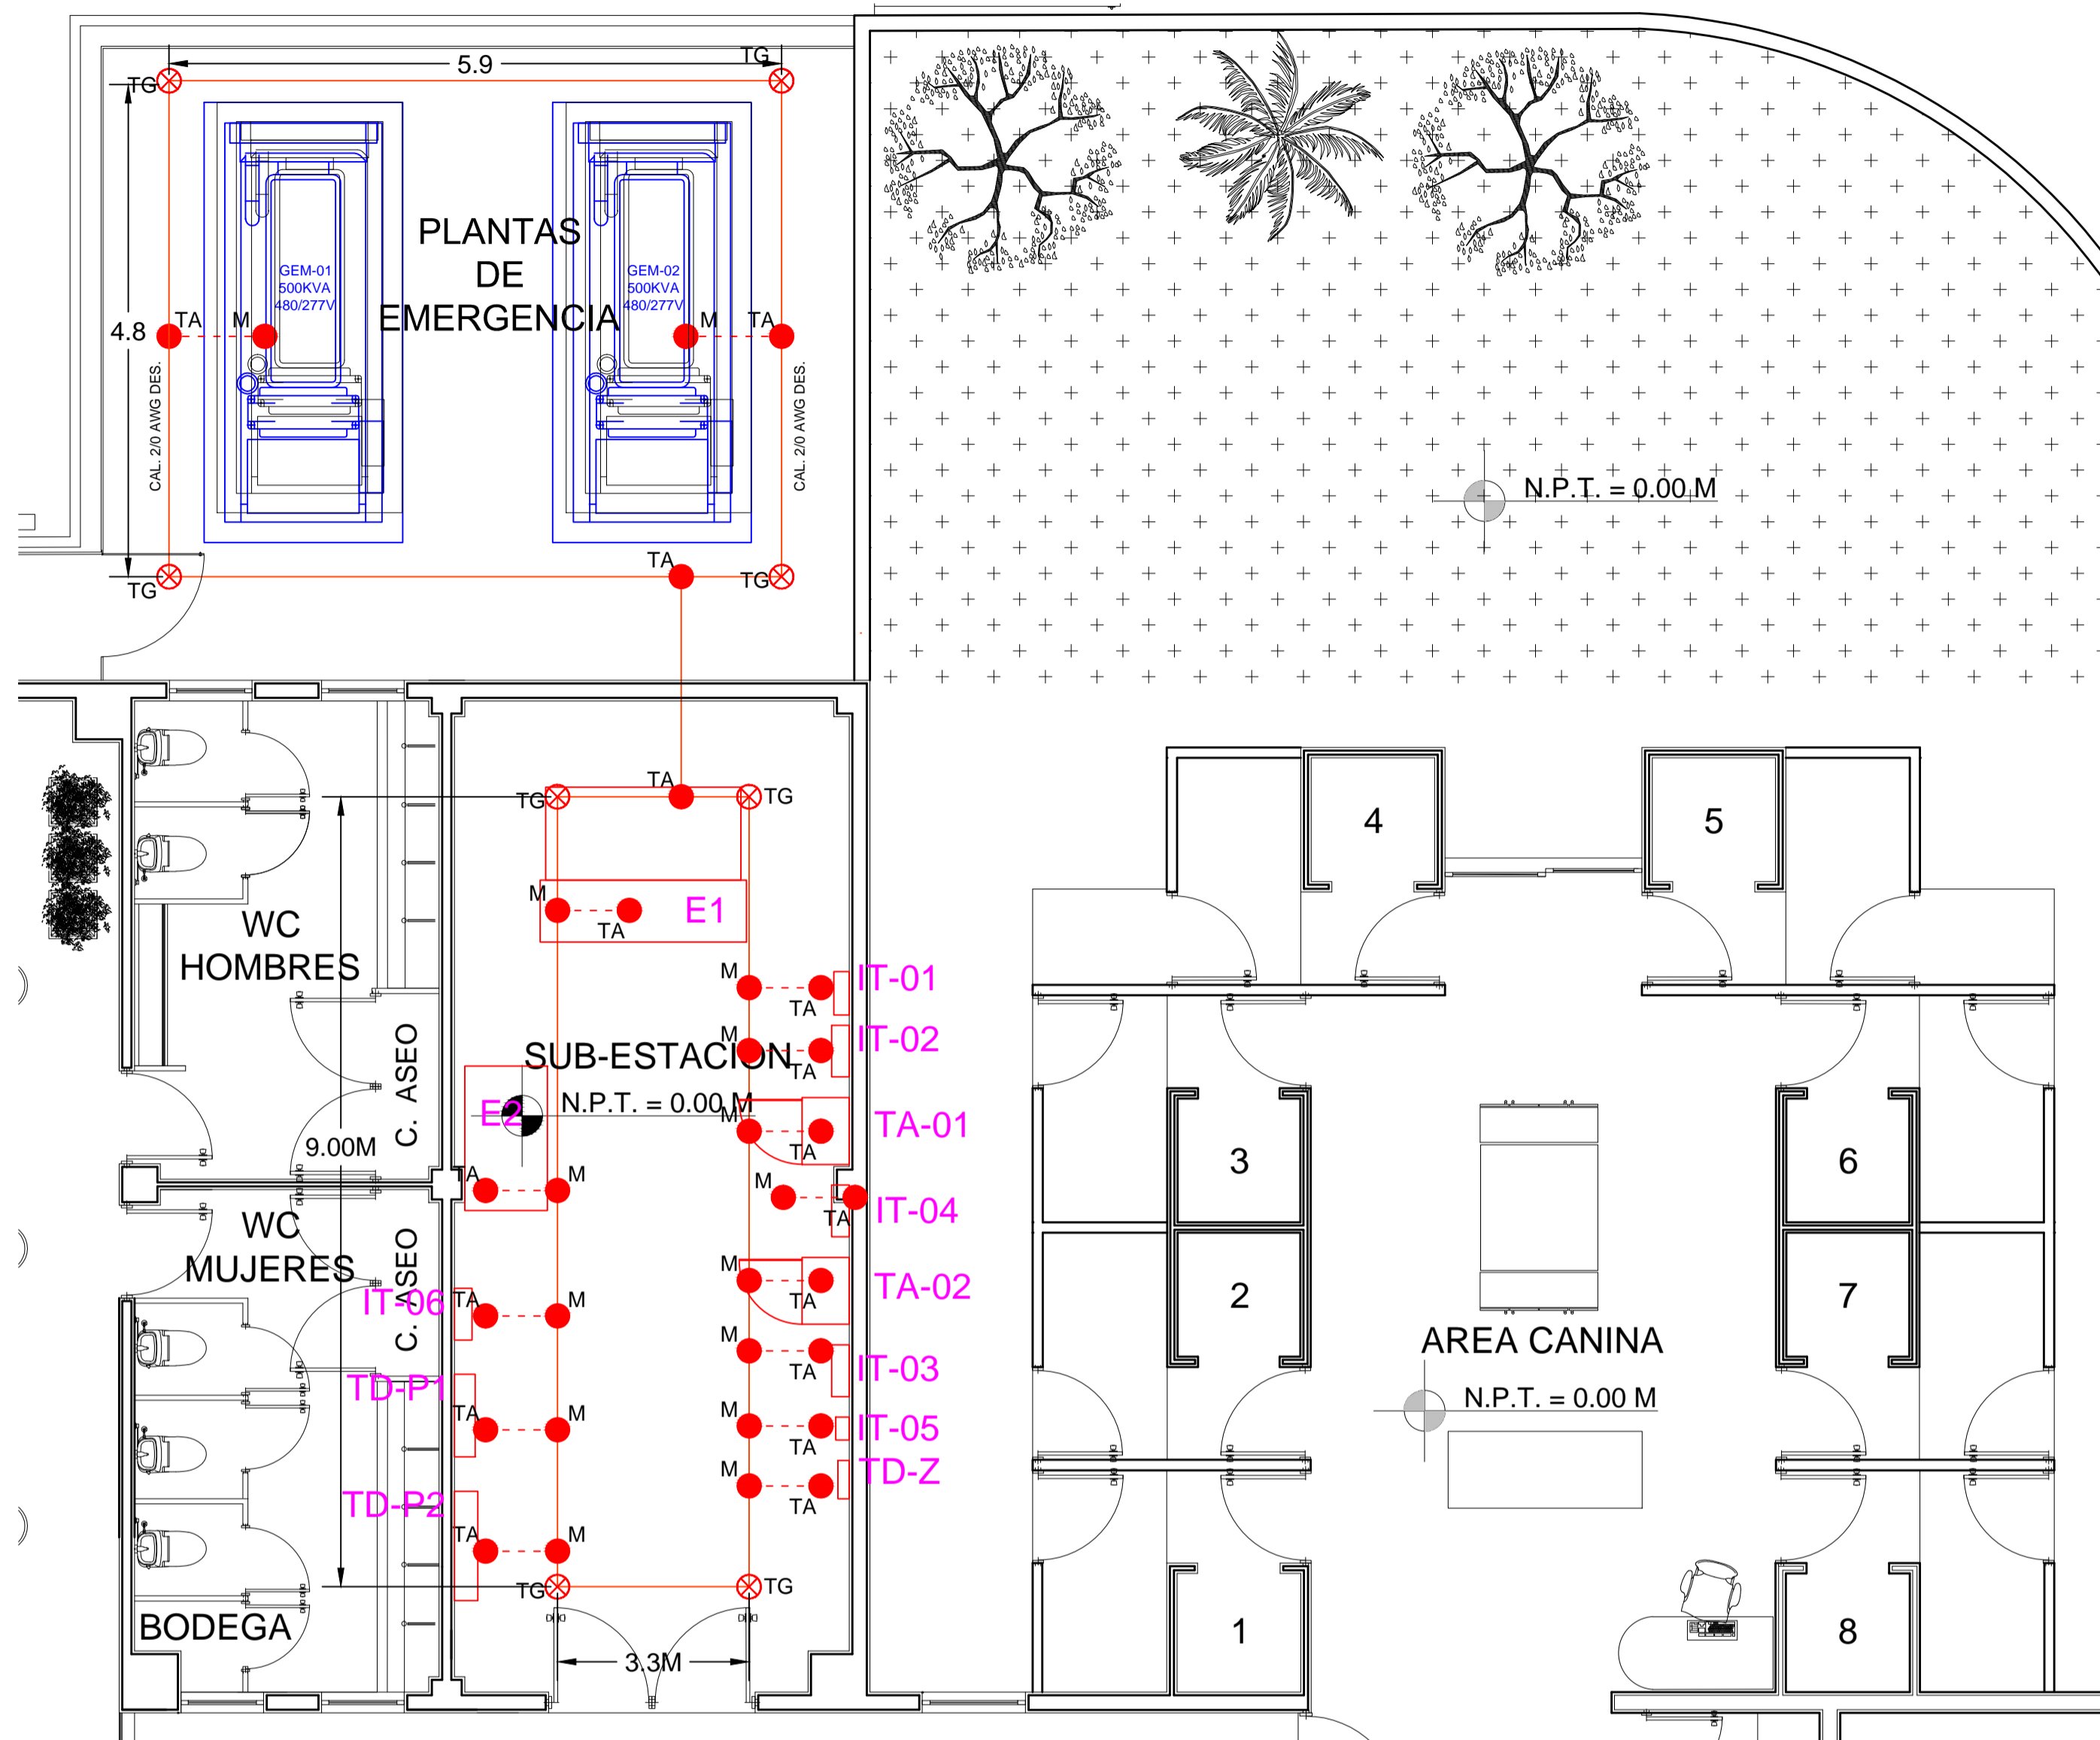 TG
5.9
TG
PLANTAS
DE
EMERGENCIA
GEM-01
500KVA
480/277V
GEM-02
500KVA
480/277V
TA
M
M
TA
4.8
CAL. 2/0 AWG DES.
CAL. 2/0 AWG DES.
N.P.T. = 0.00 M
TG
TA
TG
TA
TG
TG
4
5
M
TA
E1
WC
HOMBRES
M
TA
IT-01
M
TA
IT-02
SUB-ESTACION
N.P.T. = 0.00 M
E2
C. ASEO
9.00M
M
TA
TA-01
3
6
TA
M
M
TA
IT-04
WC
MUJERES
C. ASEO
M
TA
TA-02
2
7
IT-06
TA
M
AREA CANINA
N.P.T. = 0.00 M
M
TA
IT-03
TD-P1
TA
M
M
TA
IT-05
M
TA
TD-Z
TD-P2
TA
M
TG
TG
BODEGA
3.3M
1
8